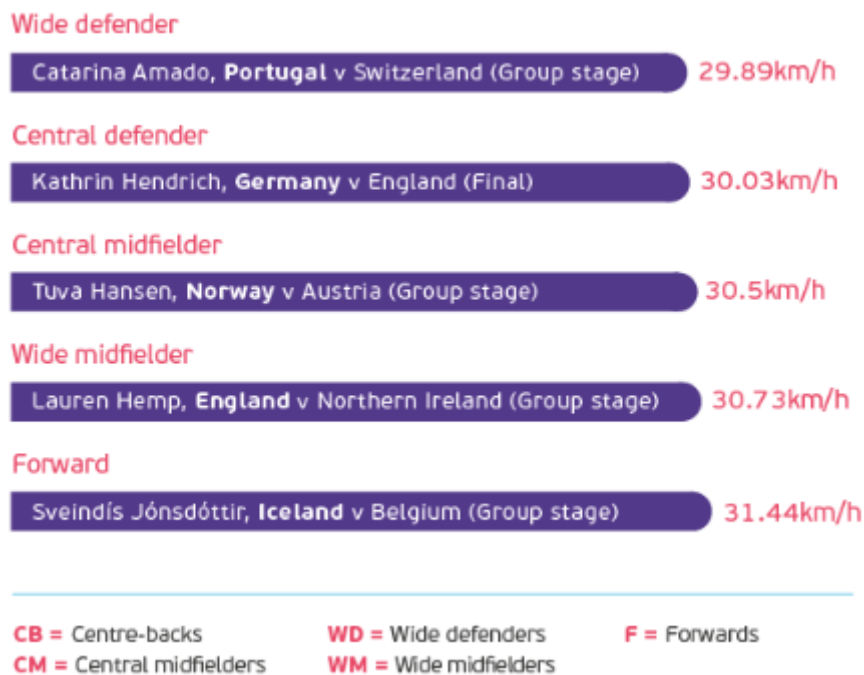 Wide defender
Catarina Amado, Portugal v Switzerland (Group stage) 29.89km/h
Central defender
Kathrin Hendrich, Germany v England (Final) 30.03km/h
Central midfielder
Tuva Hansen, Norway v Austria (Group stage) 30.5km/h
Wide midfielder
Lauren Hemp, England v Northern Ireland (Group stage) 30.73km/h
Forward
Sveindís Jónsdóttir, Iceland v Belgium (Group stage) 31.44km/h
CB = Centre-backs WD = Wide defenders F = Forwards
CM = Central midfielders WM = Wide midfielders